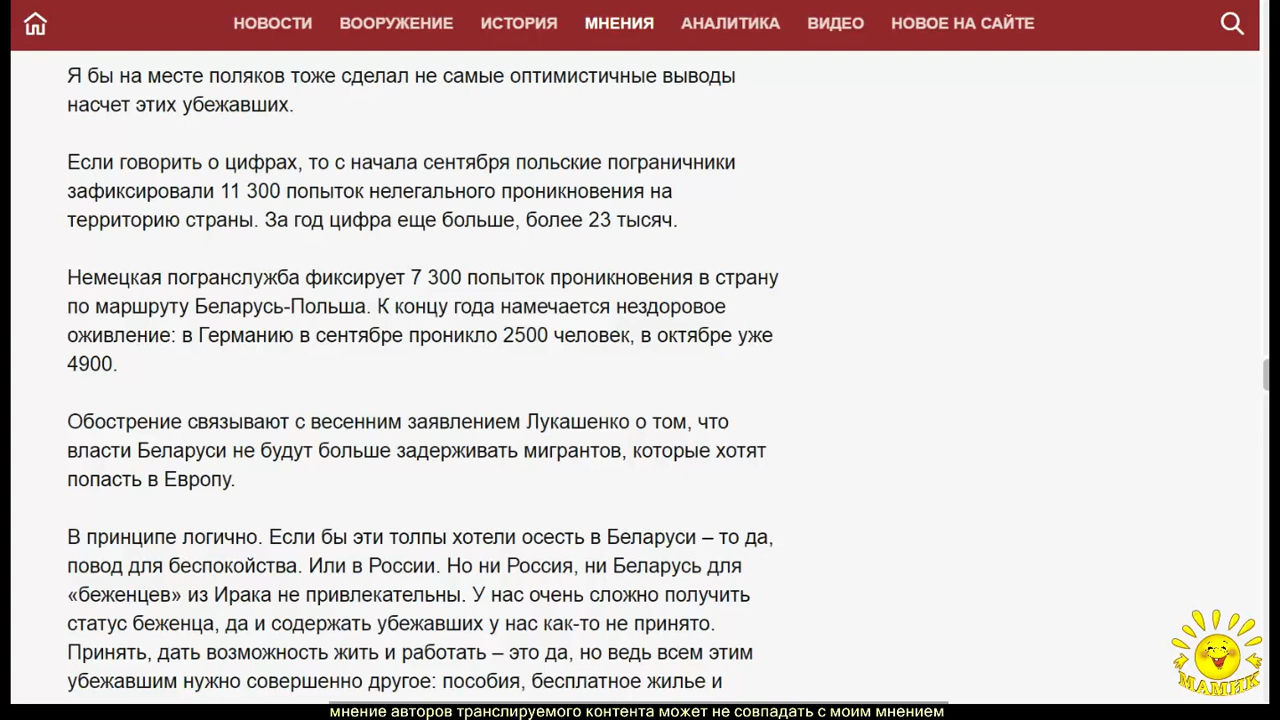 НОВОСТИ ВООРУЖЕНИЕ ИСТОРИЯ МНЕНИЯ АНАЛИТИКА ВИДЕО НОВОЕ НА САЙТЕ
Я бы на месте поляков тоже сделал не самые оптимистичные выводы
насчет этих убежавших.
Если говорить о цифрах, то с начала сентября польские пограничники
зафиксировали 11 300 попыток нелегального проникновения на
территорию страны. За год цифра еще больше, более 23 тысяч.
Немецкая погранслужба фиксирует 7 300 попыток проникновения в страну
по маршруту Беларусь-Польша. К концу года намечается нездоровое
оживление: в Германию в сентябре проникло 2500 человек, в октябре уже
4900.
Обострение связывают с весенним заявлением Лукашенко о том, что
власти Беларуси не будут больше задерживать мигрантов, которые хотят
попасть в Европу.
В принципе логично. Если бы эти толпы хотели осесть в Беларуси – то да,
повод для беспокойства. Или в России. Но ни Россия, ни Беларусь для
«беженцев» из Ирака не привлекательны. У нас очень сложно получить
статус беженца, да и содержать убежавших у нас как-то не принято.
Принять, дать возможность жить и работать – это да, но ведь всем этим
убежавшим нужно совершенно другое: пособия, бесплатное жилье и
МАМИК
мнение авторов транслируемого контента может не совпадать с моим мнением